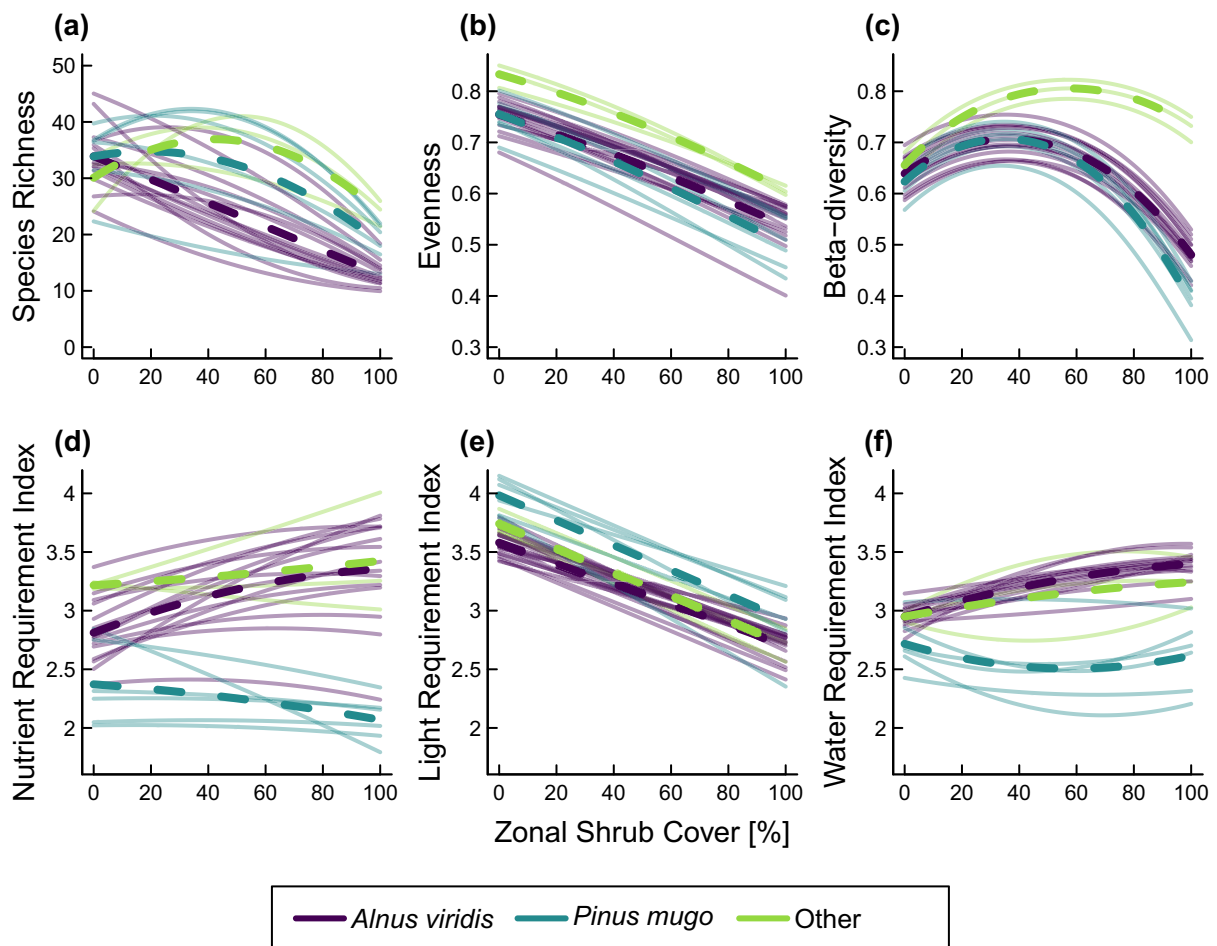 (a)
(b)
(c)
Species Richness
50
40
30
20
10
0
0 20 40 60 80 100
Evenness
0.8
0.7
0.6
0.5
0.4
0.3
0 20 40 60 80 100
Beta−diversity
0.8
0.7
0.6
0.5
0.4
0.3
0 20 40 60 80 100
(d)
(e)
(f)
Nutrient Requirement Index
4
3.5
3
2.5
2
0 20 40 60 80 100
Light Requirement Index
4
3.5
3
2.5
2
0 20 40 60 80 100
Water Requirement Index
4
3.5
3
2.5
2
0 20 40 60 80 100
Zonal Shrub Cover [%]
Alnus viridis Pinus mugo Other